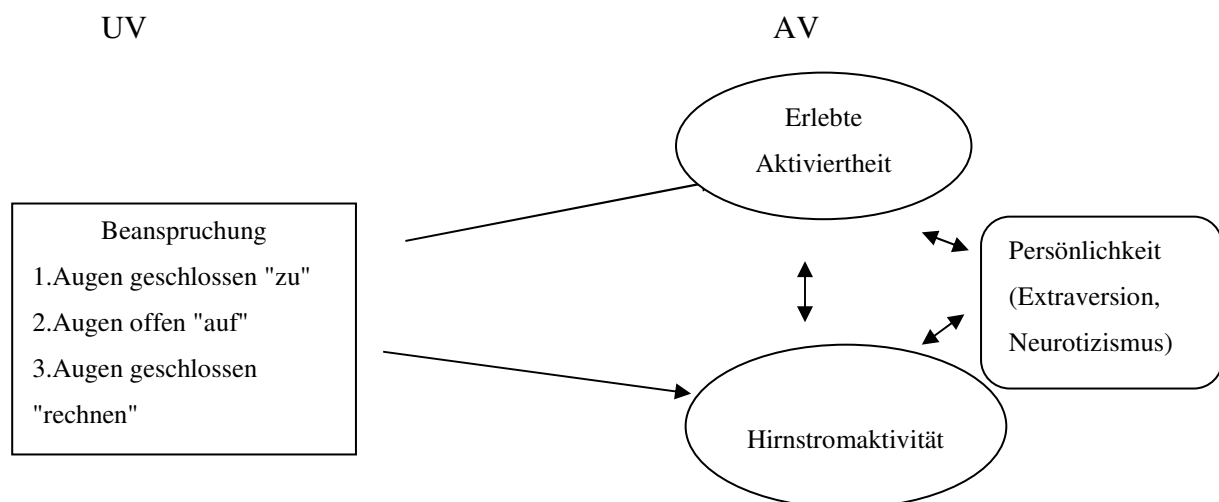 UV
AV
Erlebte
Aktiviertheit
Beanspruchung
1.Augen geschlossen "zu"
2.Augen offen "auf"
3.Augen geschlossen
"rechnen"
Persönlichkeit
(Extraversion,
Neurotizismus)
Hirnstromaktivität